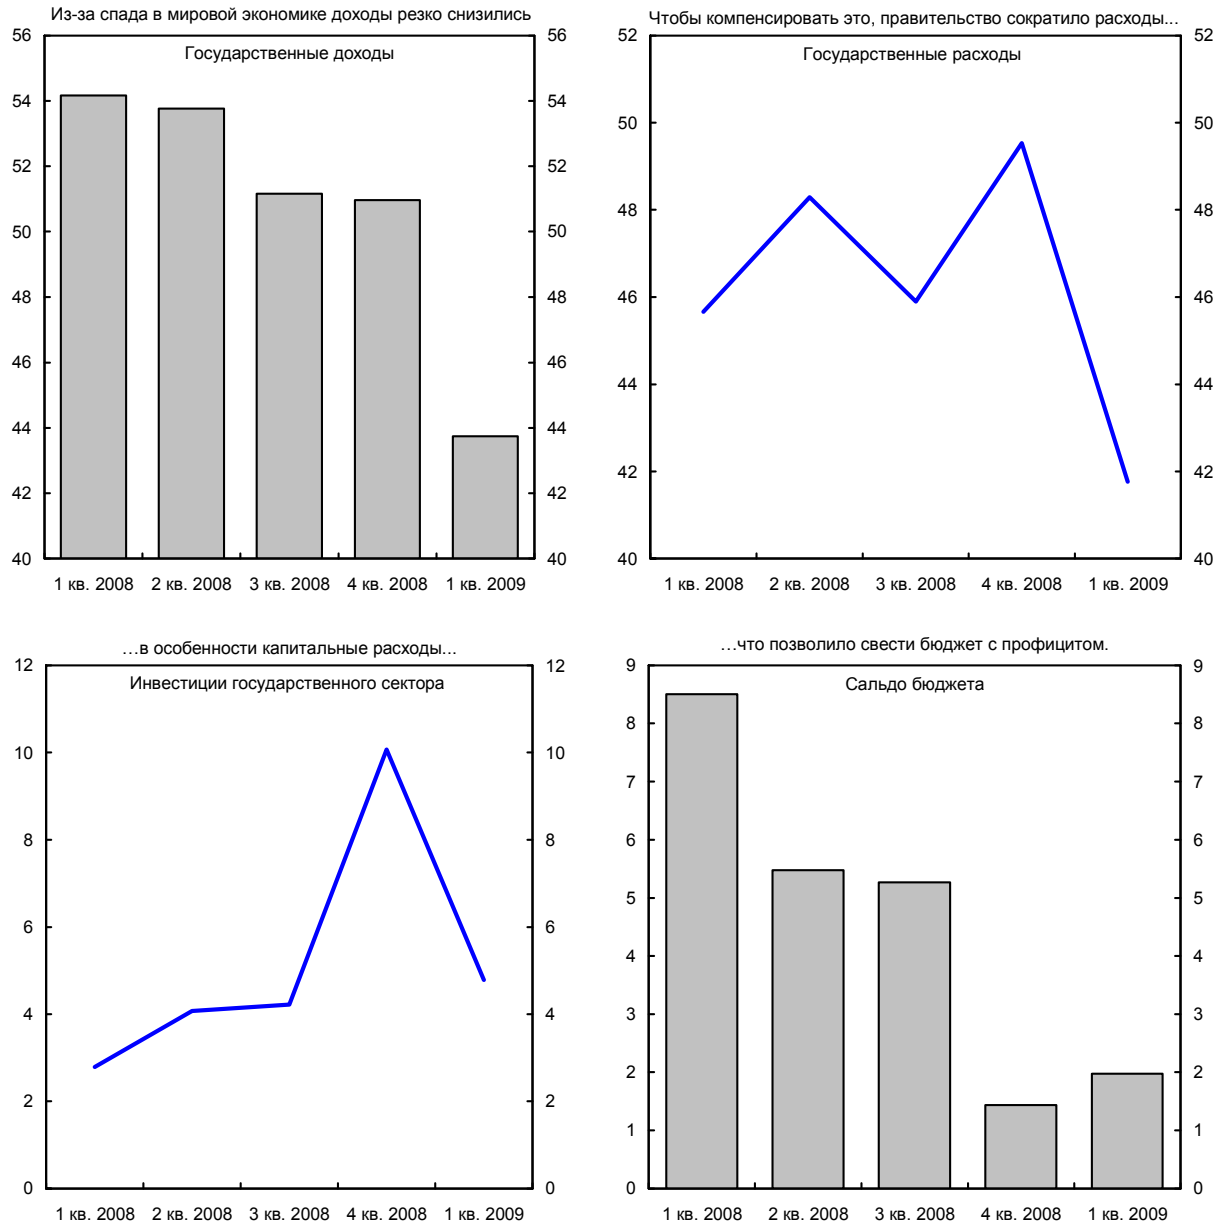 Из-за спада в мировой экономике доходы резко снизились
Государственные доходы
56 56
54 54
52 52
50 50
48 48
46 46
44 44
42 42
40 40
1 кв. 2008 2 кв. 2008 3 кв. 2008 4 кв. 2008 1 кв. 2009
Чтобы компенсировать это, правительство сократило расходы...
Государственные расходы
52 52
50 50
48 48
46 46
44 44
42 42
40 40
1 кв. 2008 2 кв. 2008 3 кв. 2008 4 кв. 2008 1 кв. 2009
…в особенности капитальные расходы...
Инвестиции государственного сектора
12 12
10 10
8 8
6 6
4 4
2 2
0 0
1 кв. 2008 2 кв. 2008 3 кв. 2008 4 кв. 2008 1 кв. 2009
…что позволило свести бюджет с профицитом.
Сальдо бюджета
9 9
8 8
7 7
6 6
5 5
4 4
3 3
2 2
1 1
0 0
1 кв. 2008 2 кв. 2008 3 кв. 2008 4 кв. 2008 1 кв. 2009